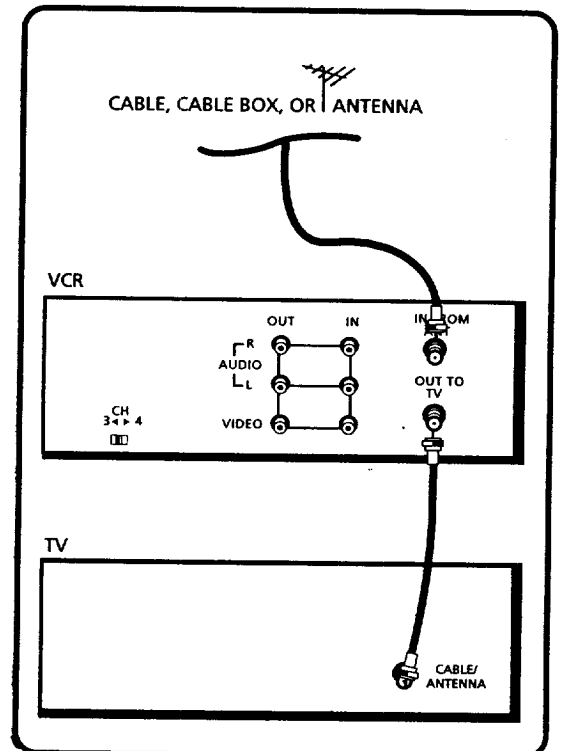 CABLE, CABLE BOX, OR ANTENNA
VCR
OUT IN
R
AUDIO
L
VIDEO
CH
3◄ ► 4
OUT TO
TV
TV
CABLE/
ANTENNA